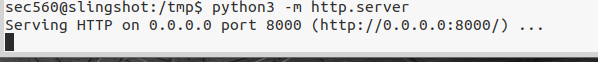 sec560@slingshot:/tmp$ python3 -m http.server
Serving HTTP on 0.0.0.0 port 8000 (http://0.0.0.0:8000/) ...